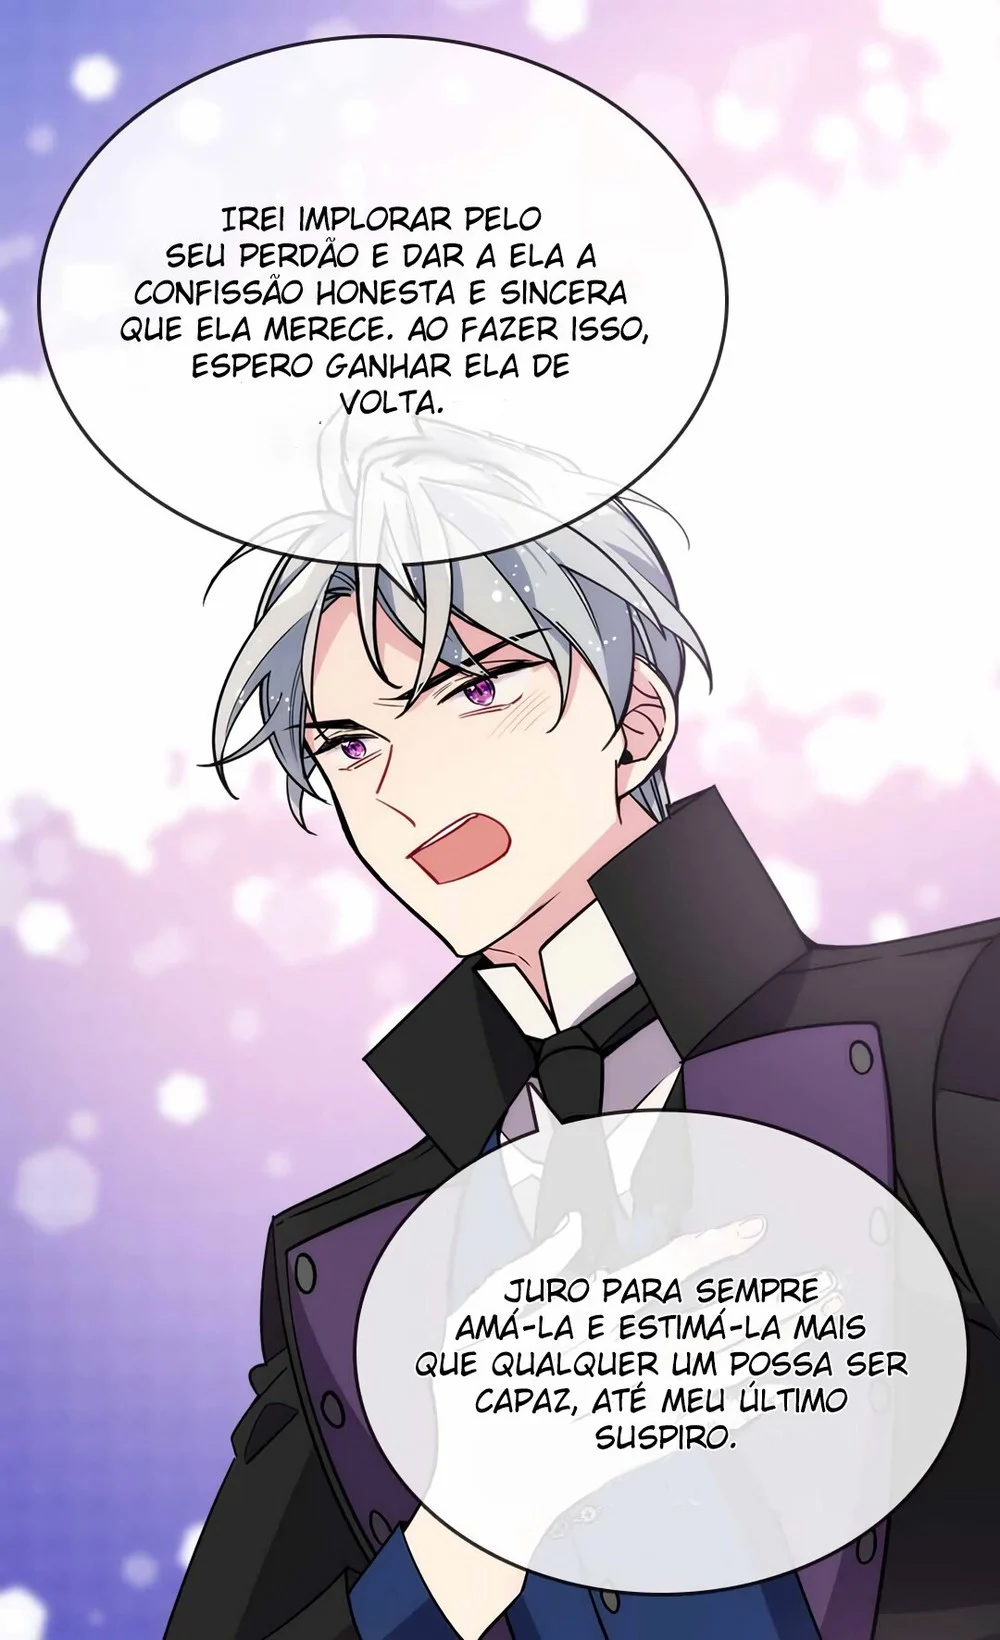 IREI IMPLORAR PELO
SEU PERDÃO E DAR A ELA A
CONFISSÃO HONESTA E SINCERA
QUE ELA MERECE. AO FAZER ISSO,
ESPERO GANHAR ELA DE
VOLTA.
JURO PARA SEMPRE
AMÁ-LA E ESTIMÁ-LA MAIS
QUE QUALQUER UM POSSA SER
CAPAZ, ATÉ MEU ÚLTIMO
SUSPIRO.